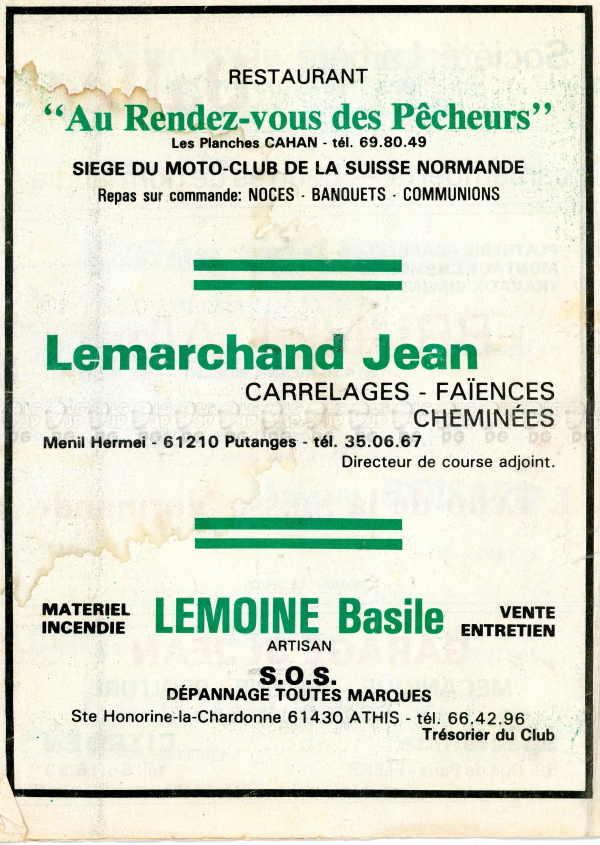 RESTAURANT
“Au Rendez-vous des Pêcheurs”
Les Planches CAHAN - tél. 69.80.49
SIEGE DU MOTO-CLUB DE LA SUISSE NORMANDE
Repas sur commande: NOCES - BANQUETS - COMMUNIONS
Lemarchand Jean
CARRELAGES - FAÏENCES
CHEMINÉES
Menil Hermei - 61210 Putanges - tél. 35.06.67
Directeur de course adjoint.
MATERIEL
INCENDIE
LEMOINE Basile
VENTE
ENTRETIEN
ARTISAN
S.O.S.
DÉPANNAGE TOUTES MARQUES
Ste Honorine-la-Chardonne 61430 ATHIS - tél. 66.42.96
Trésorier du Club